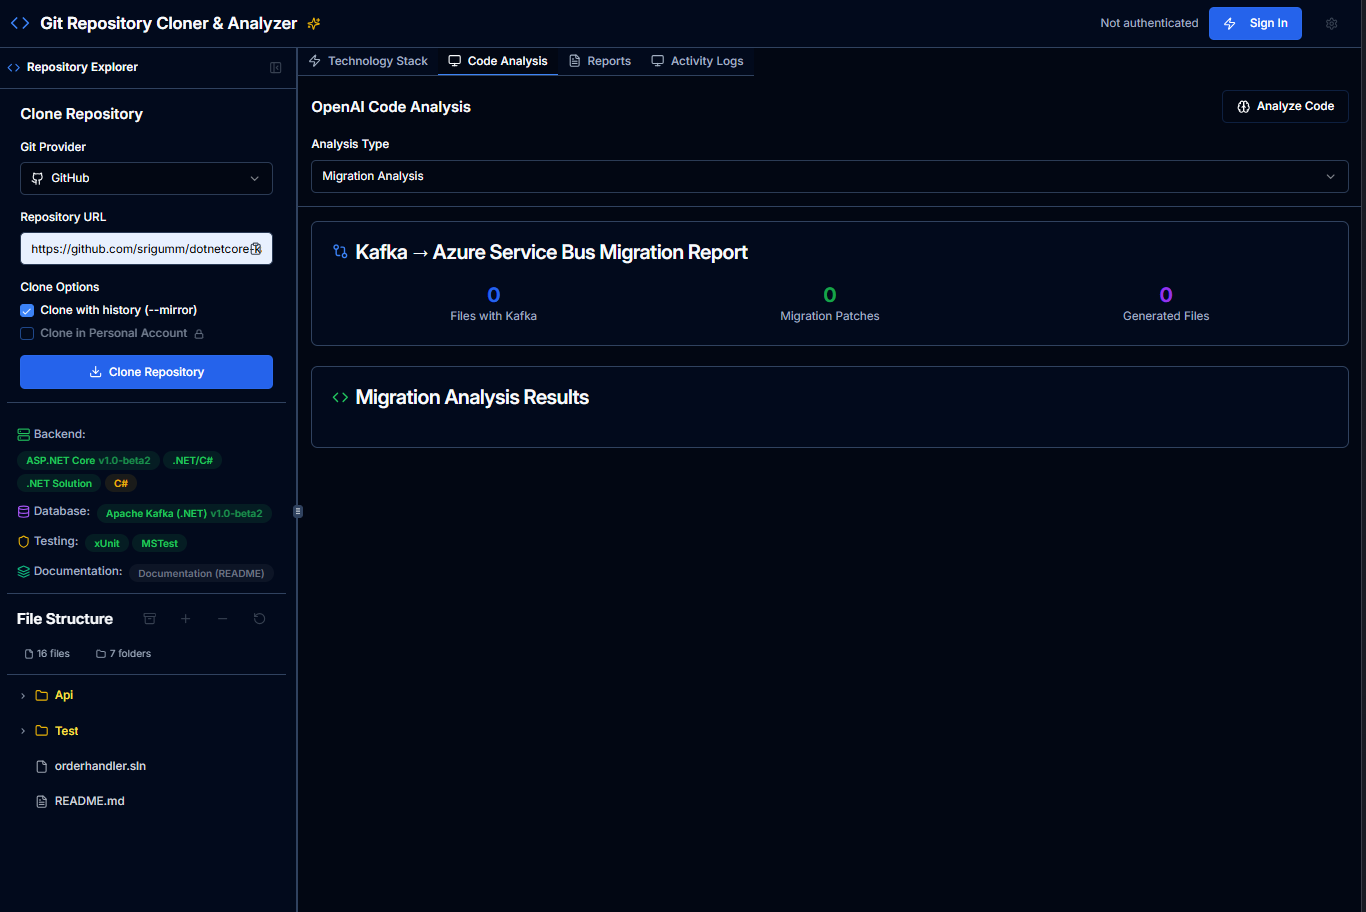 Git Repository Cloner & Analyzer
Not authenticated
Sign In
Repository Explorer
Technology Stack
Code Analysis
Reports
Activity Logs
Clone Repository
Git Provider
GitHub
Repository URL
https://github.com/srigumm/dotnetcore
Clone Options
Clone with history (--mirror)
Clone in Personal Account
Clone Repository
Backend:
ASP.NET Core v1.0-beta2
.NET/C#
.NET Solution
C#
Database:
Apache Kafka (.NET) v1.0-beta2
Testing:
xUnit
MSTest
Documentation:
Documentation (README)
File Structure
16 files
7 folders
Api
Test
orderhandler.sln
README.md
OpenAI Code Analysis
Analyze Code
Analysis Type
Migration Analysis
Kafka → Azure Service Bus Migration Report
0
Files with Kafka
0
Migration Patches
0
Generated Files
Migration Analysis Results